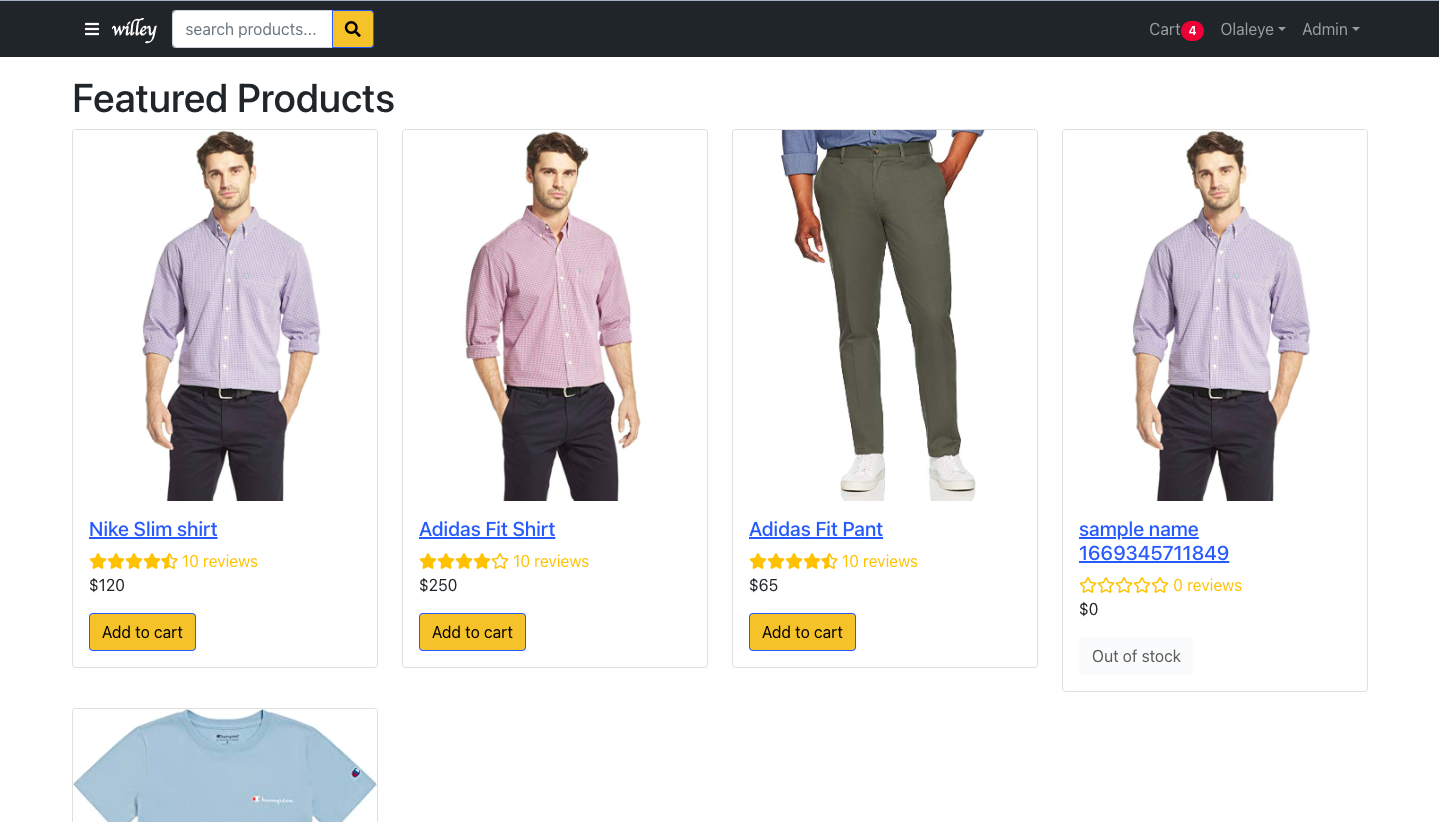 willey search products... Cart 4 Olaleye Admin
Featured Products
Nike Slim shirt
10 reviews
$120
Add to cart
Adidas Fit Shirt
10 reviews
$250
Add to cart
Adidas Fit Pant
10 reviews
$65
Add to cart
sample name
1669345711849
0 reviews
$0
Out of stock